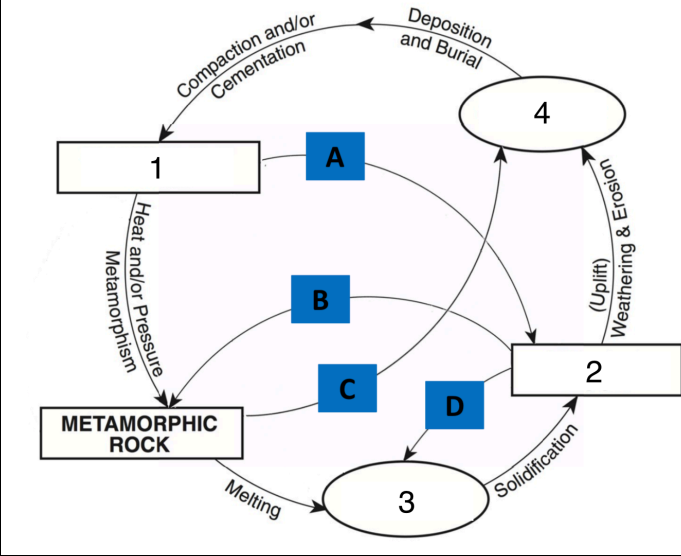 Deposition
and Burial
Compaction and/or
Cementation
4
A
1
Heat and/or Pressure
Metamorphism
(Uplift)
Weathering & Erosion
B
2
C
D
METAMORPHIC
ROCK
Melting
3
Solidification